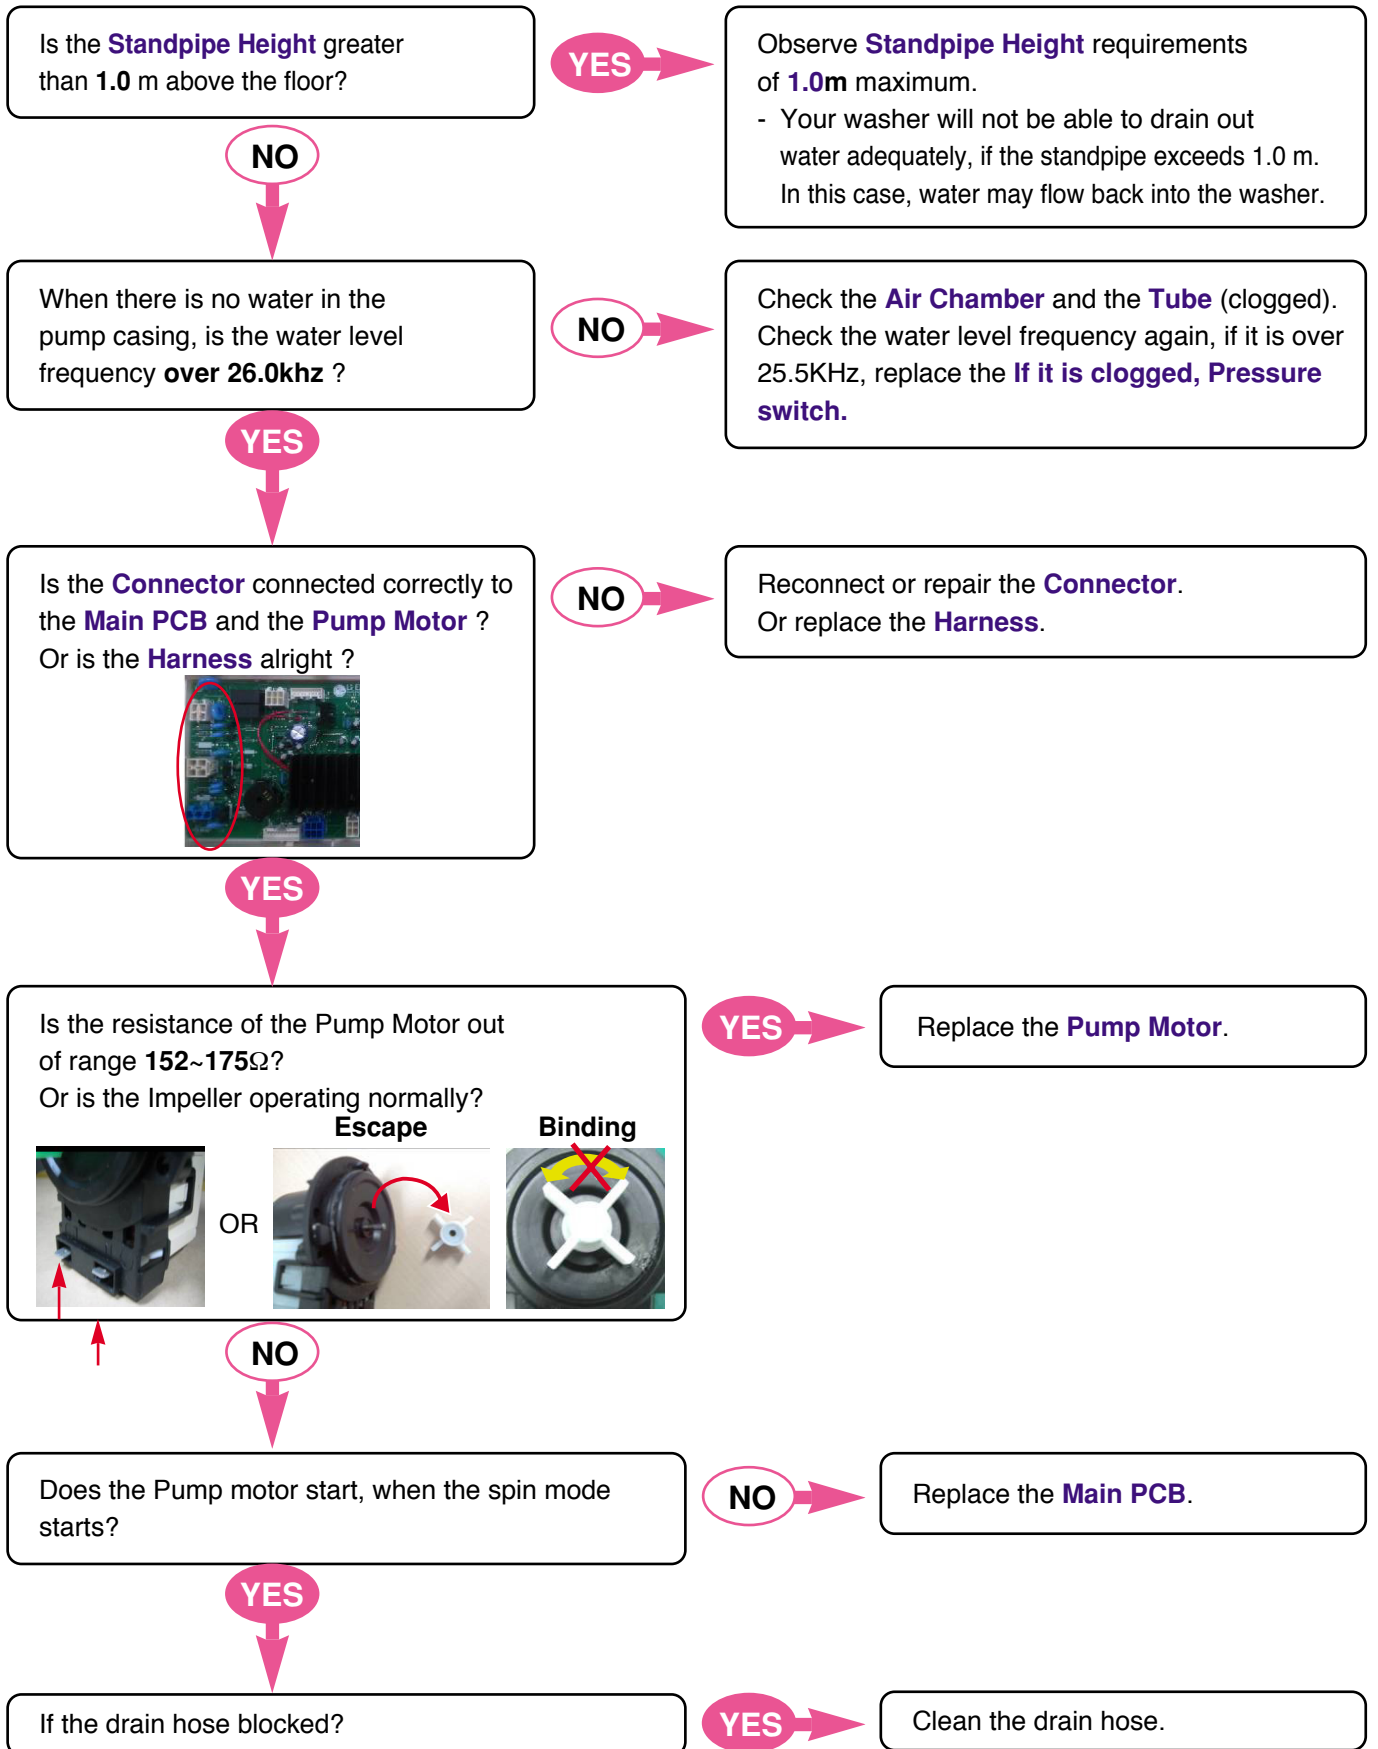 Is the Standpipe Height greater
than 1.0 m above the floor?
YES
Observe Standpipe Height requirements
of 1.0m maximum.
- Your washer will not be able to drain out
water adequately, if the standpipe exceeds 1.0 m.
In this case, water may flow back into the washer.
NO
When there is no water in the
pump casing, is the water level
frequency over 26.0khz ?
NO
Check the Air Chamber and the Tube (clogged).
Check the water level frequency again, if it is over
25.5KHz, replace the If it is clogged, Pressure
switch.
YES
Is the Connector connected correctly to
the Main PCB and the Pump Motor ?
Or is the Harness alright ?
NO
Reconnect or repair the Connector.
Or replace the Harness.
YES
Is the resistance of the Pump Motor out
of range 152~175Ω?
Or is the Impeller operating normally?
Escape
Binding
OR
YES
Replace the Pump Motor.
NO
Does the Pump motor start, when the spin mode
starts?
NO
Replace the Main PCB.
YES
If the drain hose blocked?
YES
Clean the drain hose.